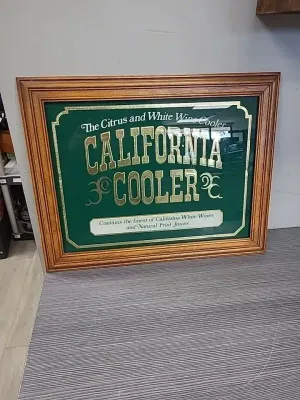 The Citrus and White Wine Cooler
CALIFORNIA
COOLER
Contains the Finest of California White Wines
and Natural Fruit Juices